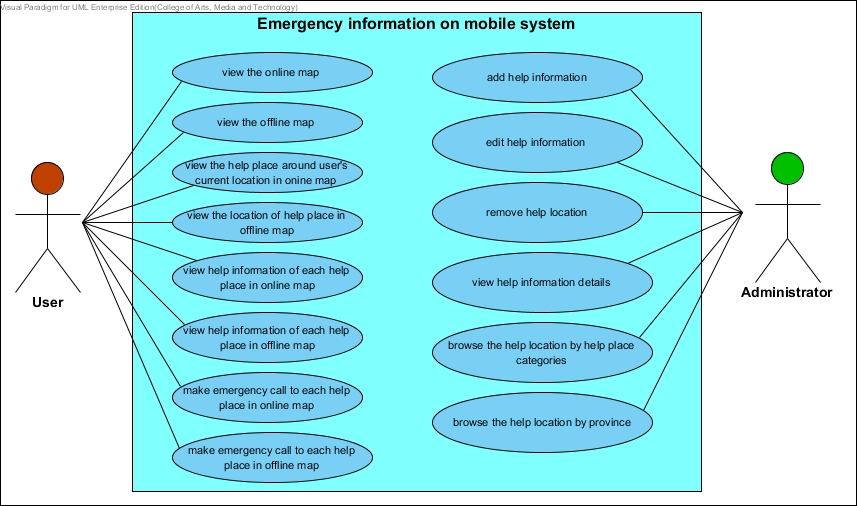 Visual Paradigm for UML Enterprise Edition(College of Arts, Media and Technology)
Emergency information on mobile system
view the online map
view the offline map
view the help place around user's
current location in onine map
view the location of help place in
offline map
view help information of each help
place in online map
view help information of each help
place in offline map
make emergency call to each help
place in online map
make emergency call to each help
place in offline map
add help information
edit help information
remove help location
view help information details
browse the help location by help place
categories
browse the help location by province
User
Administrator